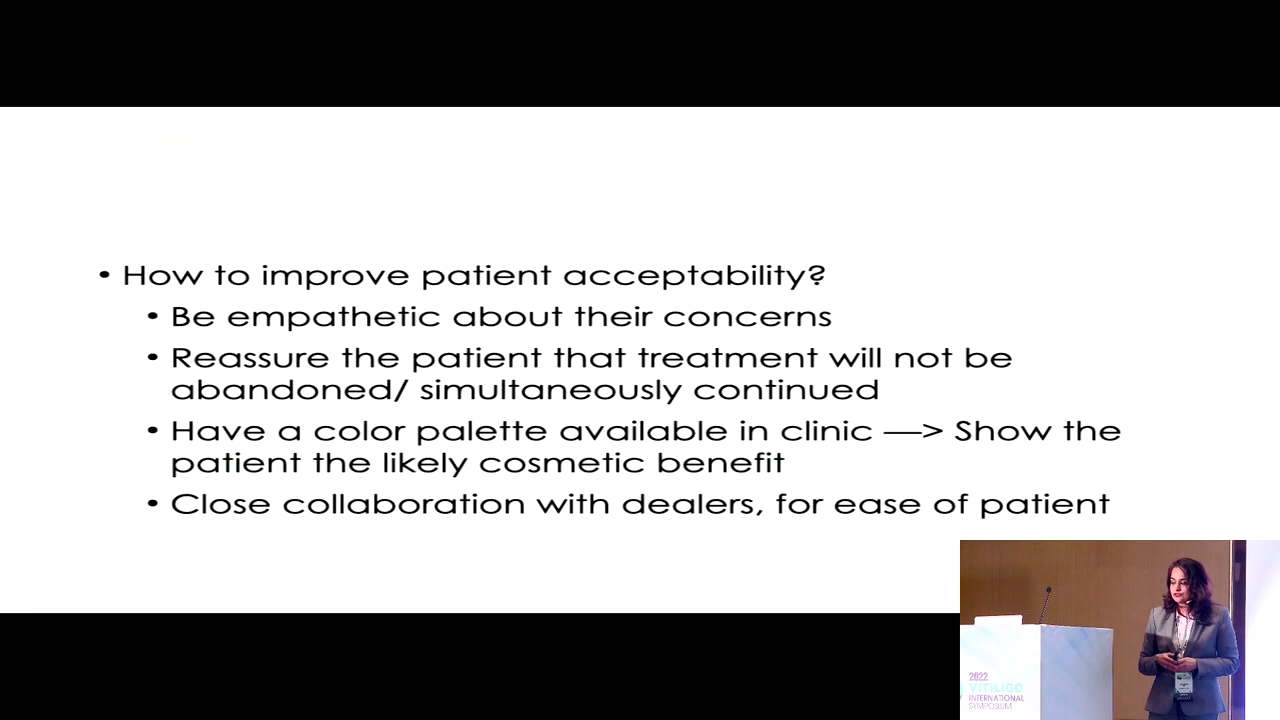 • How to improve patient acceptability?
• Be empathetic about their concerns
• Reassure the patient that treatment will not be
abandoned/ simultaneously continued
• Have a color palette available in clinic —> Show the
patient the likely cosmetic benefit
• Close collaboration with dealers, for ease of patient
2022
VITILIGO
INTERNATIONAL
SYMPOSIUM